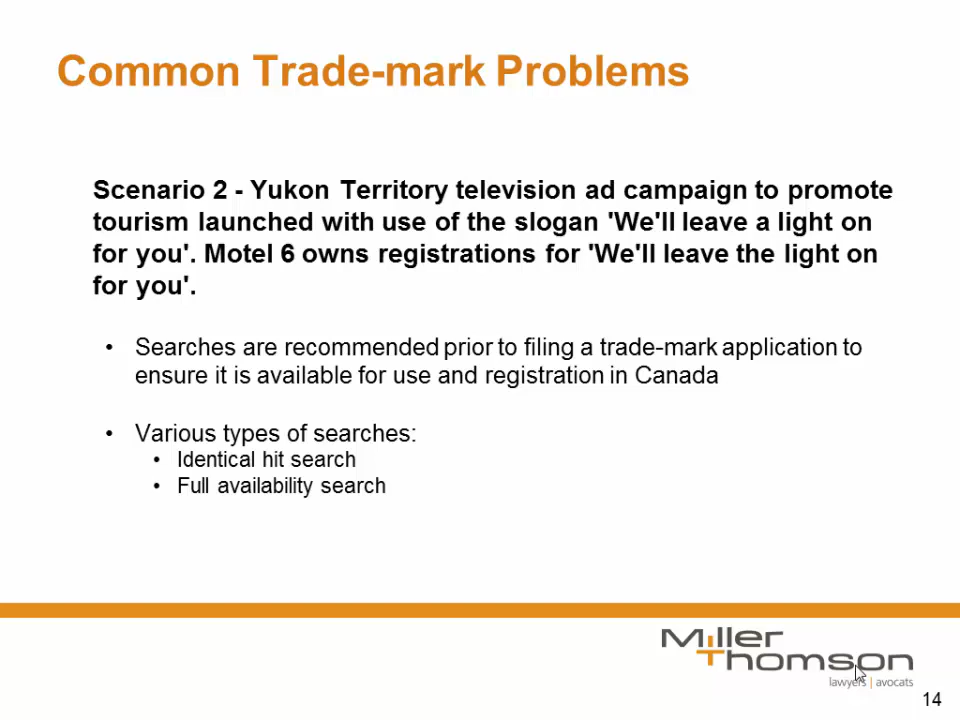 Common Trade-mark Problems
Scenario 2 - Yukon Territory television ad campaign to promote
tourism launched with use of the slogan 'We'll leave a light on
for you'. Motel 6 owns registrations for 'We'll leave the light on
for you'.
• Searches are recommended prior to filing a trade-mark application to
ensure it is available for use and registration in Canada
• Various types of searches:
• Identical hit search
• Full availability search
Miller
Thomson
lawyers | avocats
14